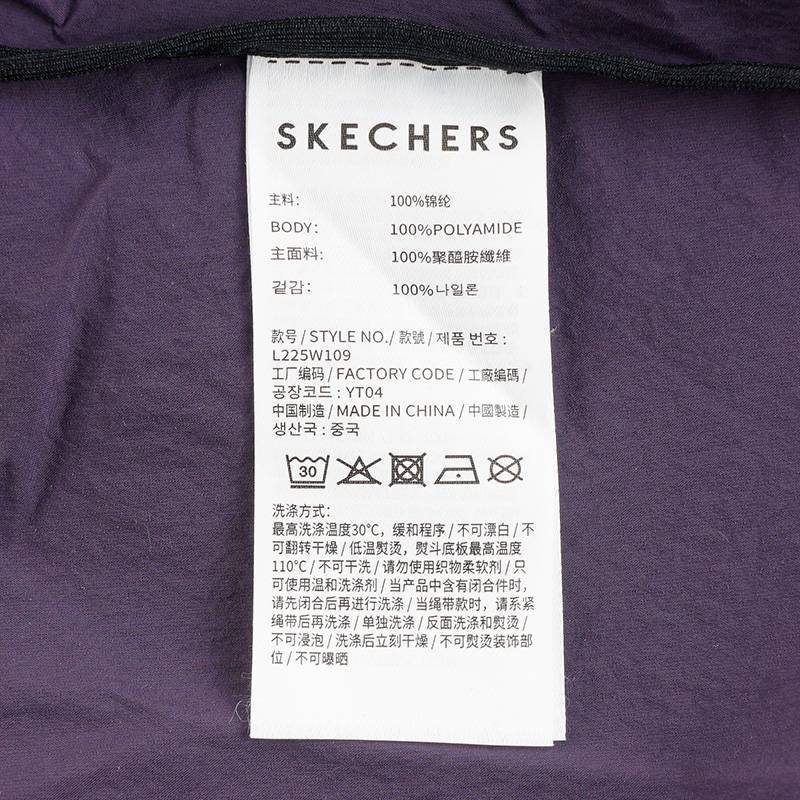 SKECHERS
主料: 100%锦纶
BODY: 100%POLYAMIDE
主面料: 100%聚醯胺纖維
겉감: 100%나일론
款号 / STYLE NO./ 款號 / 제품 번호 :
L225W109
工厂编码 / FACTORY CODE / 工廠編碼 /
공장코드 : YT04
中国制造 / MADE IN CHINA / 中國製造 /
생산국 : 중국
30
洗涤方式:
最高洗涤温度30℃，缓和程序 / 不可漂白 / 不
可翻转干燥 / 低温熨烫，熨斗底板最高温度
110℃ / 不可干洗 / 请勿使用织物柔软剂 / 只
可使用温和洗涤剂 / 当产品中含有闭合件时，
请先闭合后再进行洗涤 / 当绳带款时，请系紧
绳带后再洗涤 / 单独洗涤 / 反面洗涤和熨烫 /
不可浸泡 / 洗涤后立刻干燥 / 不可熨烫装饰部
位 / 不可曝晒